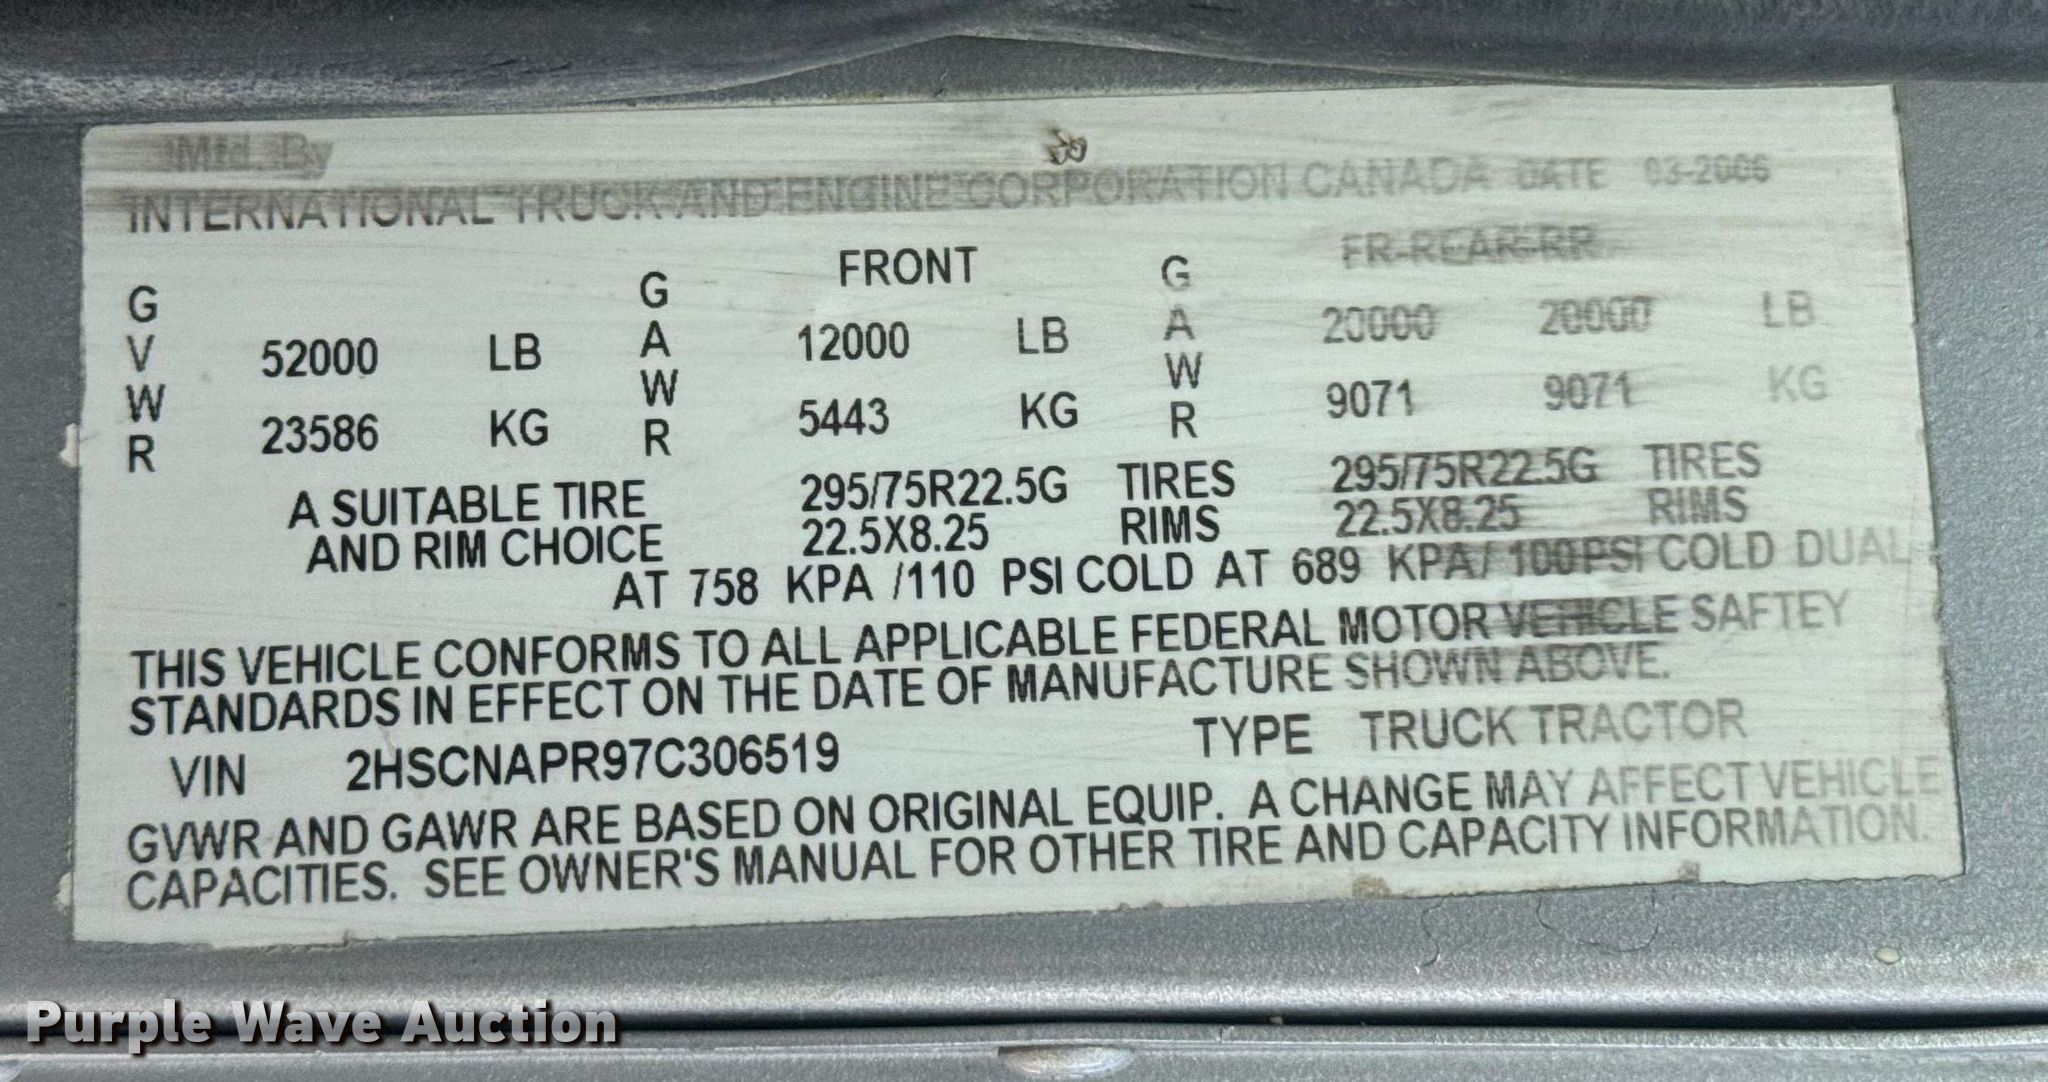 Mfd. By
INTERNATIONAL TRUCK AND ENGINE CORPORATION CANADA DATE 03-2006
FRONT FR-REAR-RR
GVWR 52000 LB GAWR 12000 LB GAWR 20000 20000 LB
23586 KG 5443 KG 9071 9071 KG
A SUITABLE TIRE 295/75R22.5G TIRES 295/75R22.5G TIRES
AND RIM CHOICE 22.5X8.25 RIMS 22.5X8.25 RIMS
AT 758 KPA /110 PSI COLD AT 689 KPA/ 100PSI COLD DUAL
THIS VEHICLE CONFORMS TO ALL APPLICABLE FEDERAL MOTOR VEHICLE SAFTEY
STANDARDS IN EFFECT ON THE DATE OF MANUFACTURE SHOWN ABOVE.
VIN 2HSCNAPR97C306519 TYPE TRUCK TRACTOR
GVWR AND GAWR ARE BASED ON ORIGINAL EQUIP. A CHANGE MAY AFFECT VEHICLE
CAPACITIES. SEE OWNER'S MANUAL FOR OTHER TIRE AND CAPACITY INFORMATION.
Purple Wave Auction